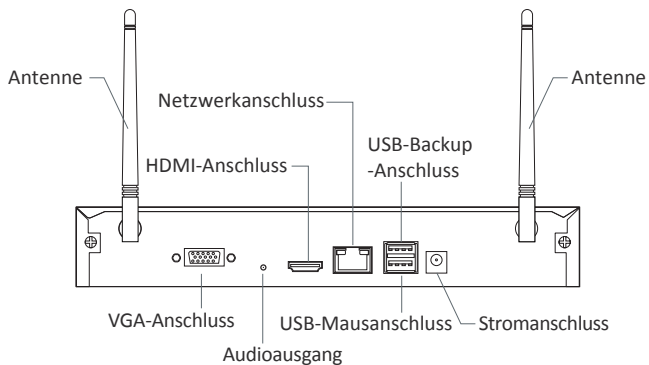 Antenne
Antenne
Netzwerkanschluss
USB-Backup
-Anschluss
HDMI-Anschluss
VGA-Anschluss
USB-Mausanschluss
Stromanschluss
Audioausgang